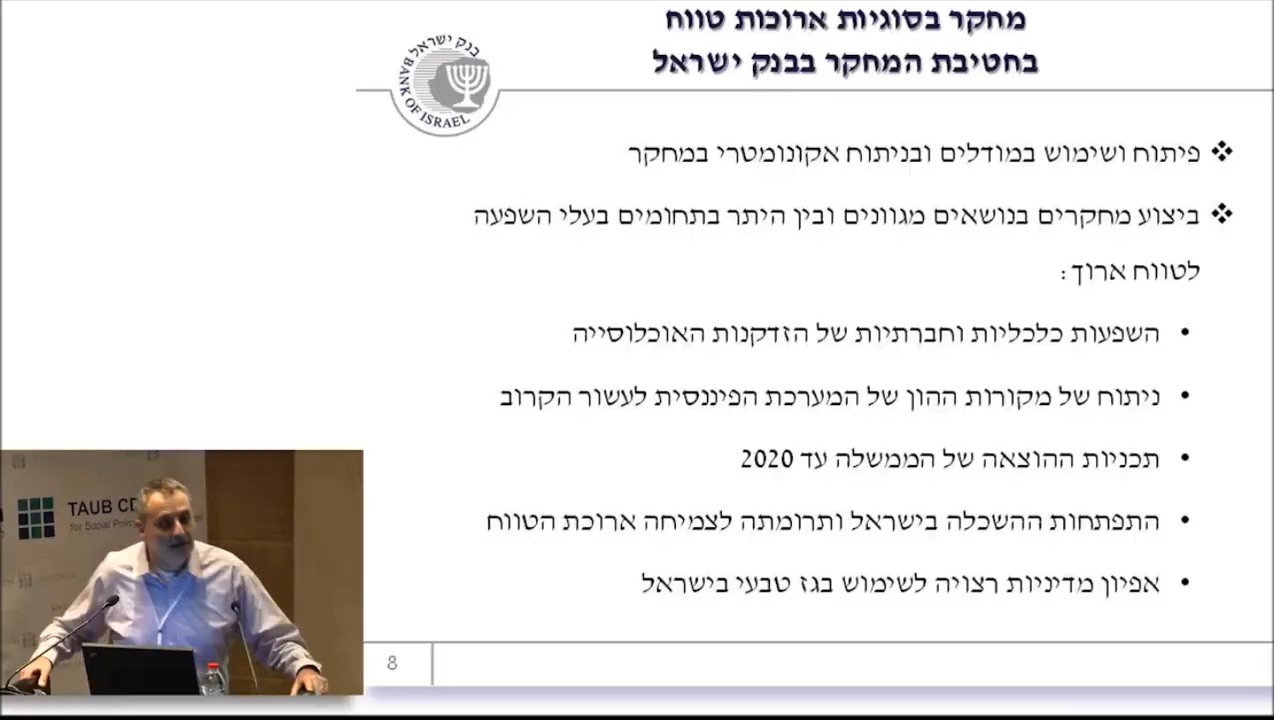 מחקר בסוגיות ארוכות טווח
בחטיבת המחקר בבנק ישראל
בנק ישראל
BANK OF ISRAEL
❖ פיתוח ושימוש במודלים ובניתוח אקונומטרי במחקר
❖ ביצוע מחקרים בנושאים מגוונים ובין היתר בתחומים בעלי השפעה
לטווח ארוך:
• השפעות כלכליות וחברתיות של הזדקנות האוכלוסייה
• ניתוח של מקורות ההון של המערכת הפיננסית לעשור הקרוב
• תכניות ההוצאה של הממשלה עד 2020
• התפתחות ההשכלה בישראל ותרומתה לצמיחה ארוכת הטווח
• אפיון מדיניות רצויה לשימוש בגז טבעי בישראל
8
TAUB
for Social